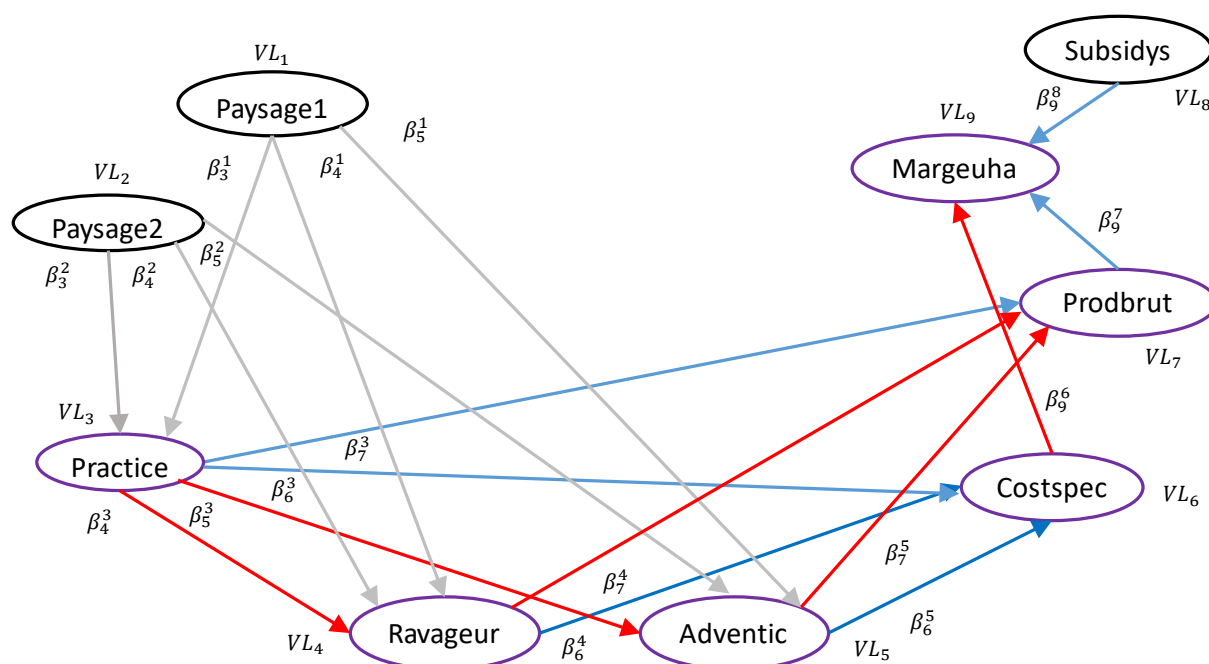 VL₁
Subsidys
Paysage1
β₅¹
β₉⁸
VL₈
VL₉
β₃¹
β₄¹
Margeuha
VL₂
Paysage2
β₉⁷
β₃²
β₄²
β₅²
Prodbrut
VL₇
β₉⁶
VL₃
β₇³
Practice
Costspec
VL₆
β₆³
β₄³
β₅³
β₇⁵
β₇⁴
β₆⁵
Ravageur
Adventic
VL₄
β₆⁴
VL₅